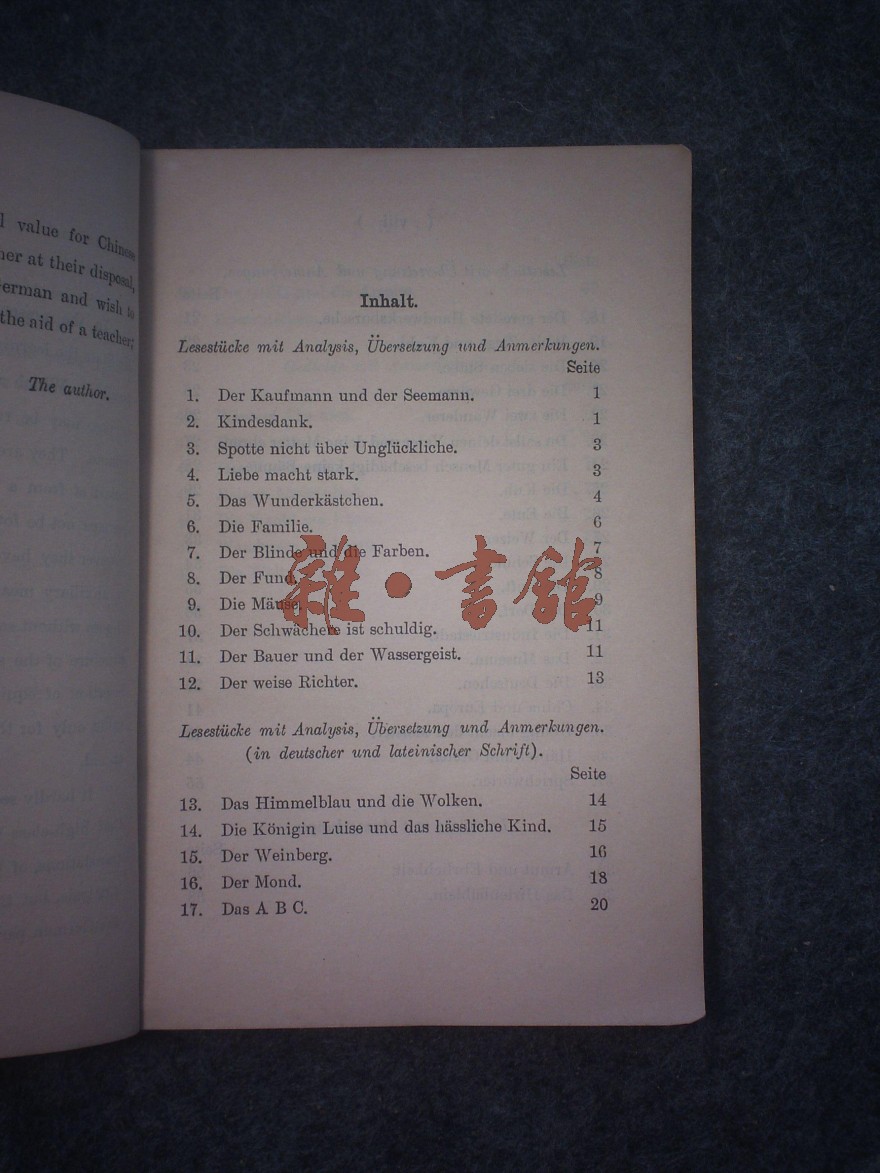 l value for Chinese
her at their disposal,
erman and wish to
the aid of a teacher;
The author.
Inhalt.
Lesestücke mit Analysis, Übersetzung und Anmerkungen.
Seite
1. Der Kaufmann und der Seemann. 1
2. Kindesdank. 1
3. Spotte nicht über Unglückliche. 3
4. Liebe macht stark. 3
5. Das Wunderkästchen. 4
6. Die Familie. 6
7. Der Blinde und die Farben. 7
8. Der Fund. 8
9. Die Mäuse. 9
10. Der Schwächere ist schuldig. 11
11. Der Bauer und der Wassergeist. 11
12. Der weise Richter. 13
雜·書館
Lesestücke mit Analysis, Übersetzung und Anmerkungen.
(in deutscher und lateinischer Schrift).
Seite
13. Das Himmelblau und die Wolken. 14
14. Die Königin Luise und das hässliche Kind. 15
15. Der Weinberg. 16
16. Der Mond. 18
17. Das A B C. 20